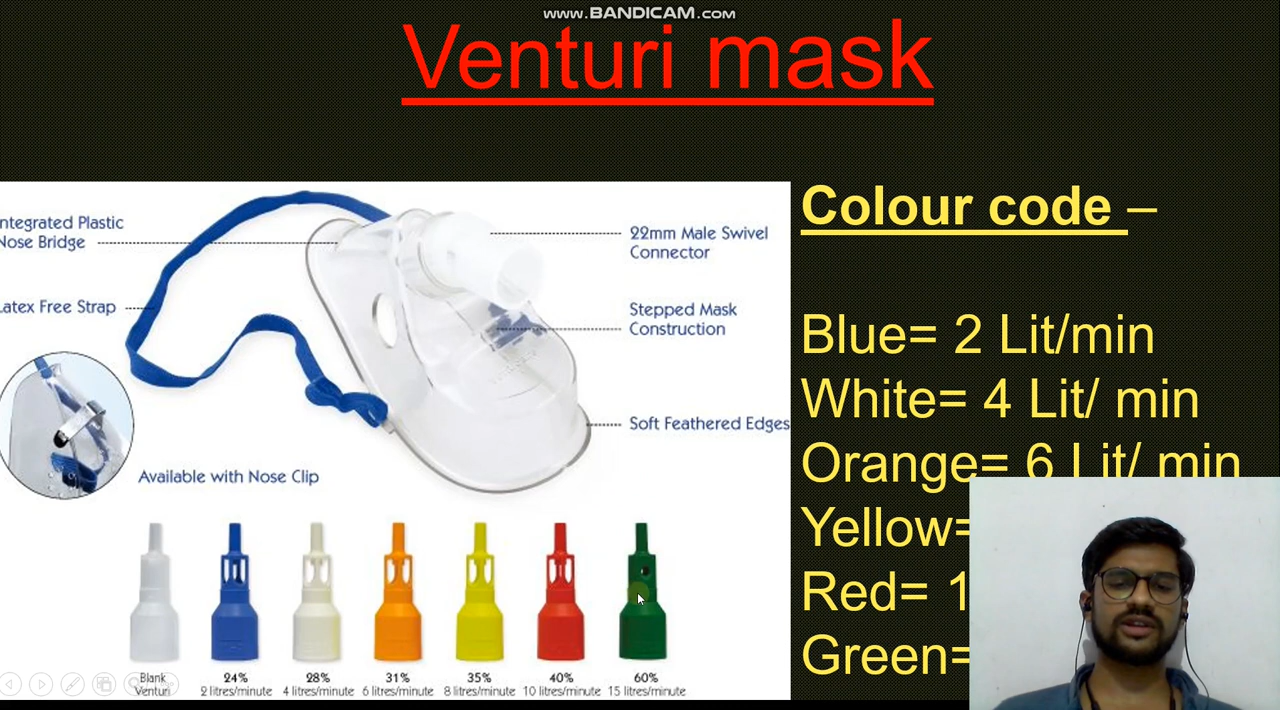 www.BANDICAM.com
Venturi mask
ntegrated Plastic
Nose Bridge
Latex Free Strap
22mm Male Swivel
Connector
Stepped Mask
Construction
Soft Feathered Edges
Available with Nose Clip
Blank
Venturi
24%
2 litres/minute
28%
4 litres/minute
31%
6 litres/minute
35%
8 litres/minute
40%
10 litres/minute
60%
15 litres/minute
Colour code –
Blue= 2 Lit/min
White= 4 Lit/ min
Orange= 6 Lit/ min
Yellow=
Red= 1
Green=